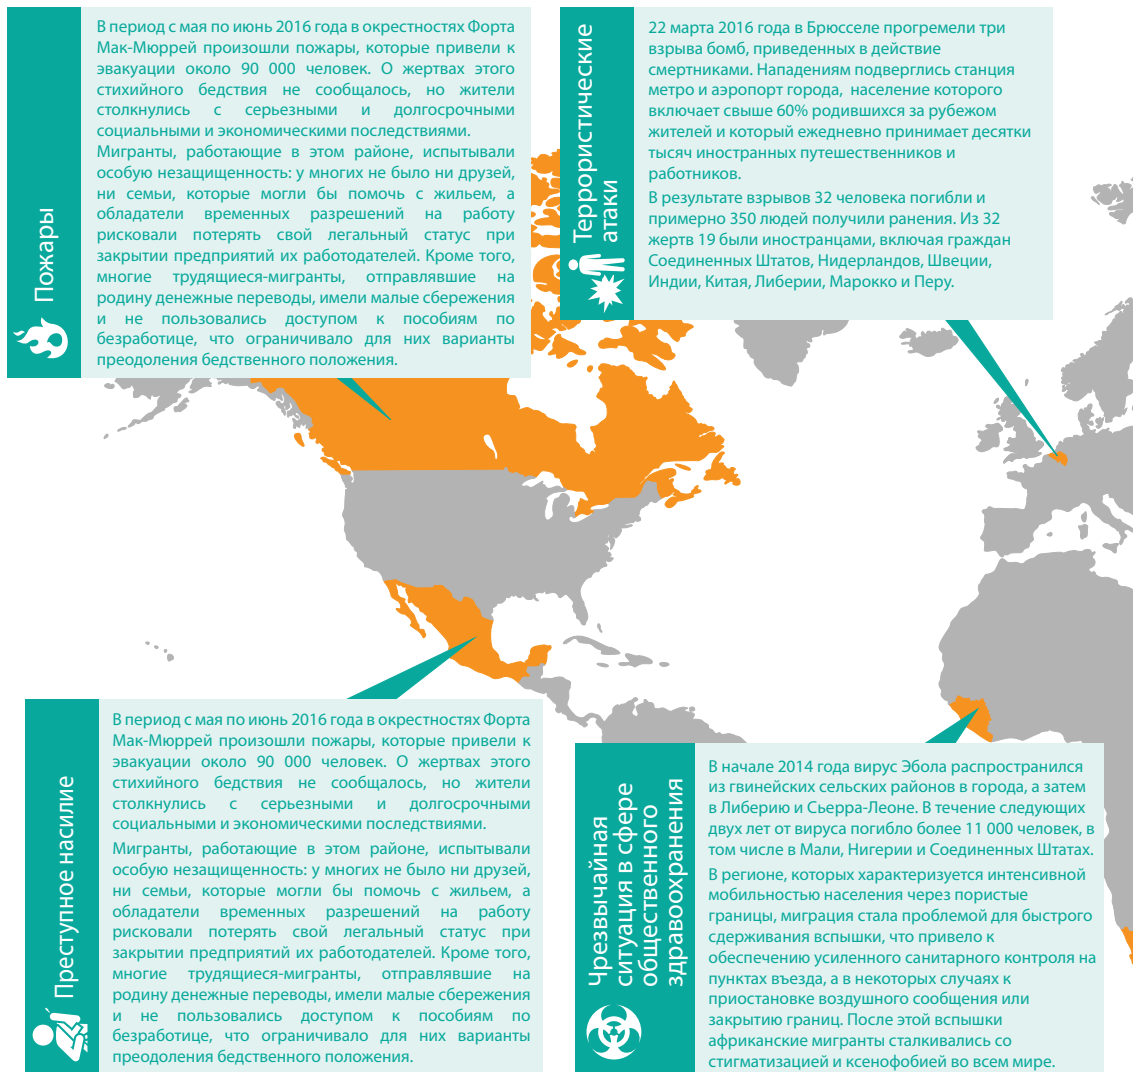 Пожары
В период с мая по июнь 2016 года в окрестностях Форта
Мак-Мюррей произошли пожары, которые привели к
эвакуации около 90 000 человек. О жертвах этого
стихийного бедствия не сообщалось, но жители
столкнулись с серьезными и долгосрочными
социальными и экономическими последствиями.
Мигранты, работающие в этом районе, испытывали
особую незащищенность: у многих не было ни друзей,
ни семьи, которые могли бы помочь с жильем, а
обладатели временных разрешений на работу
рисковали потерять свой легальный статус при
закрытии предприятий их работодателей. Кроме того,
многие трудящиеся-мигранты, отправлявшие на
родину денежные переводы, имели малые сбережения
и не пользовались доступом к пособиям по
безработице, что ограничивало для них варианты
преодоления бедственного положения.
Террористические
атаки
22 марта 2016 года в Брюсселе прогремели три
взрыва бомб, приведенных в действие
смертниками. Нападениям подверглись станция
метро и аэропорт города, население которого
включает свыше 60% родившихся за рубежом
жителей и который ежедневно принимает десятки
тысяч иностранных путешественников и
работников.
В результате взрывов 32 человека погибли и
примерно 350 людей получили ранения. Из 32
жертв 19 были иностранцами, включая граждан
Соединенных Штатов, Нидерландов, Швеции,
Индии, Китая, Либерии, Марокко и Перу.
Преступное насилие
В период с мая по июнь 2016 года в окрестностях Форта
Мак-Мюррей произошли пожары, которые привели к
эвакуации около 90 000 человек. О жертвах этого
стихийного бедствия не сообщалось, но жители
столкнулись с серьезными и долгосрочными
социальными и экономическими последствиями.
Мигранты, работающие в этом районе, испытывали
особую незащищенность: у многих не было ни друзей,
ни семьи, которые могли бы помочь с жильем, а
обладатели временных разрешений на работу
рисковали потерять свой легальный статус при
закрытии предприятий их работодателей. Кроме того,
многие трудящиеся-мигранты, отправлявшие на
родину денежные переводы, имели малые сбережения
и не пользовались доступом к пособиям по
безработице, что ограничивало для них варианты
преодоления бедственного положения.
Чрезвычайная
ситуация в сфере
общественного
здравоохранения
В начале 2014 года вирус Эбола распространился
из гвинейских сельских районов в города, а затем
в Либерию и Сьерра-Леоне. В течение следующих
двух лет от вируса погибло более 11 000 человек, в
том числе в Мали, Нигерии и Соединенных Штатах.
В регионе, которых характеризуется интенсивной
мобильностью населения через пористые
границы, миграция стала проблемой для быстрого
сдерживания вспышки, что привело к
обеспечению усиленного санитарного контроля на
пунктах въезда, а в некоторых случаях к
приостановке воздушного сообщения или
закрытию границ. После этой вспышки
африканские мигранты сталкивались со
стигматизацией и ксенофобией во всем мире.